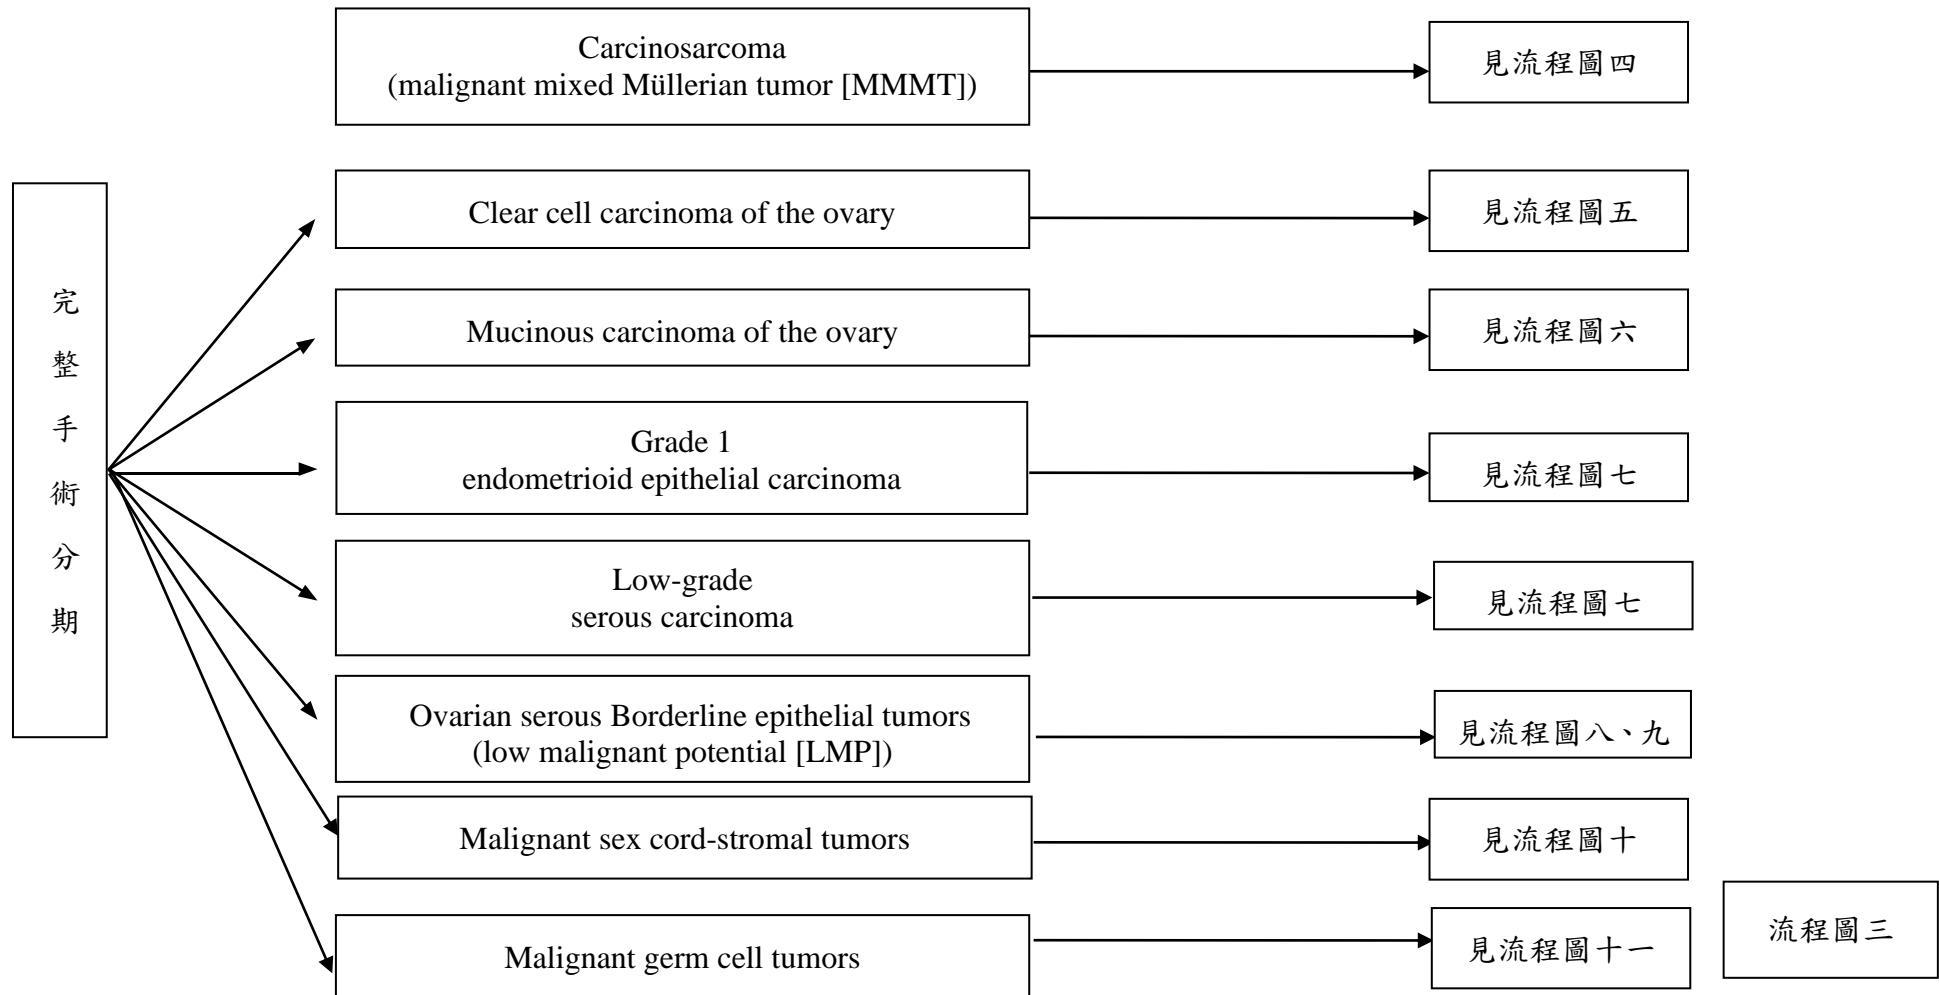 Carcinosarcoma
(malignant mixed Müllerian tumor [MMMT])
見流程圖四
完
整
手
術
分
期
Clear cell carcinoma of the ovary
見流程圖五
Mucinous carcinoma of the ovary
見流程圖六
Grade 1
endometrioid epithelial carcinoma
見流程圖七
Low-grade
serous carcinoma
見流程圖七
Ovarian serous Borderline epithelial tumors
(low malignant potential [LMP])
見流程圖八、九
Malignant sex cord-stromal tumors
見流程圖十
Malignant germ cell tumors
見流程圖十一
流程圖三